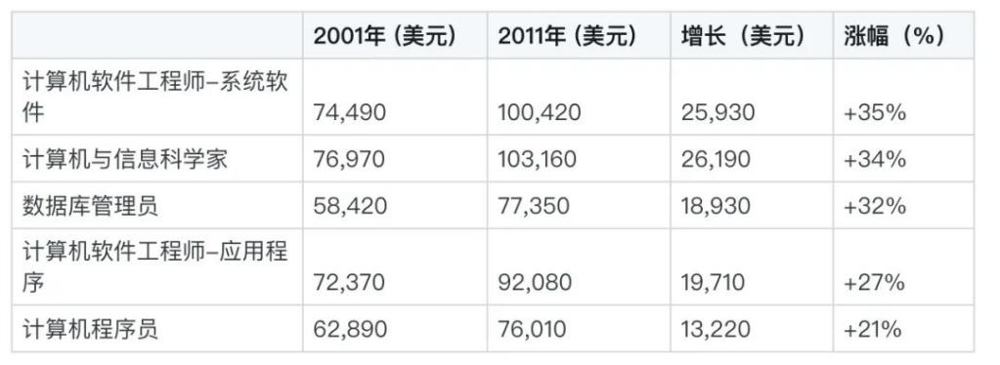 2001年 (美元) 2011年 (美元) 增长（美元） 涨幅（%）
计算机软件工程师–系统软
件 74,490 100,420 25,930 +35%
计算机与信息科学家 76,970 103,160 26,190 +34%
数据库管理员 58,420 77,350 18,930 +32%
计算机软件工程师–应用程
序 72,370 92,080 19,710 +27%
计算机程序员 62,890 76,010 13,220 +21%